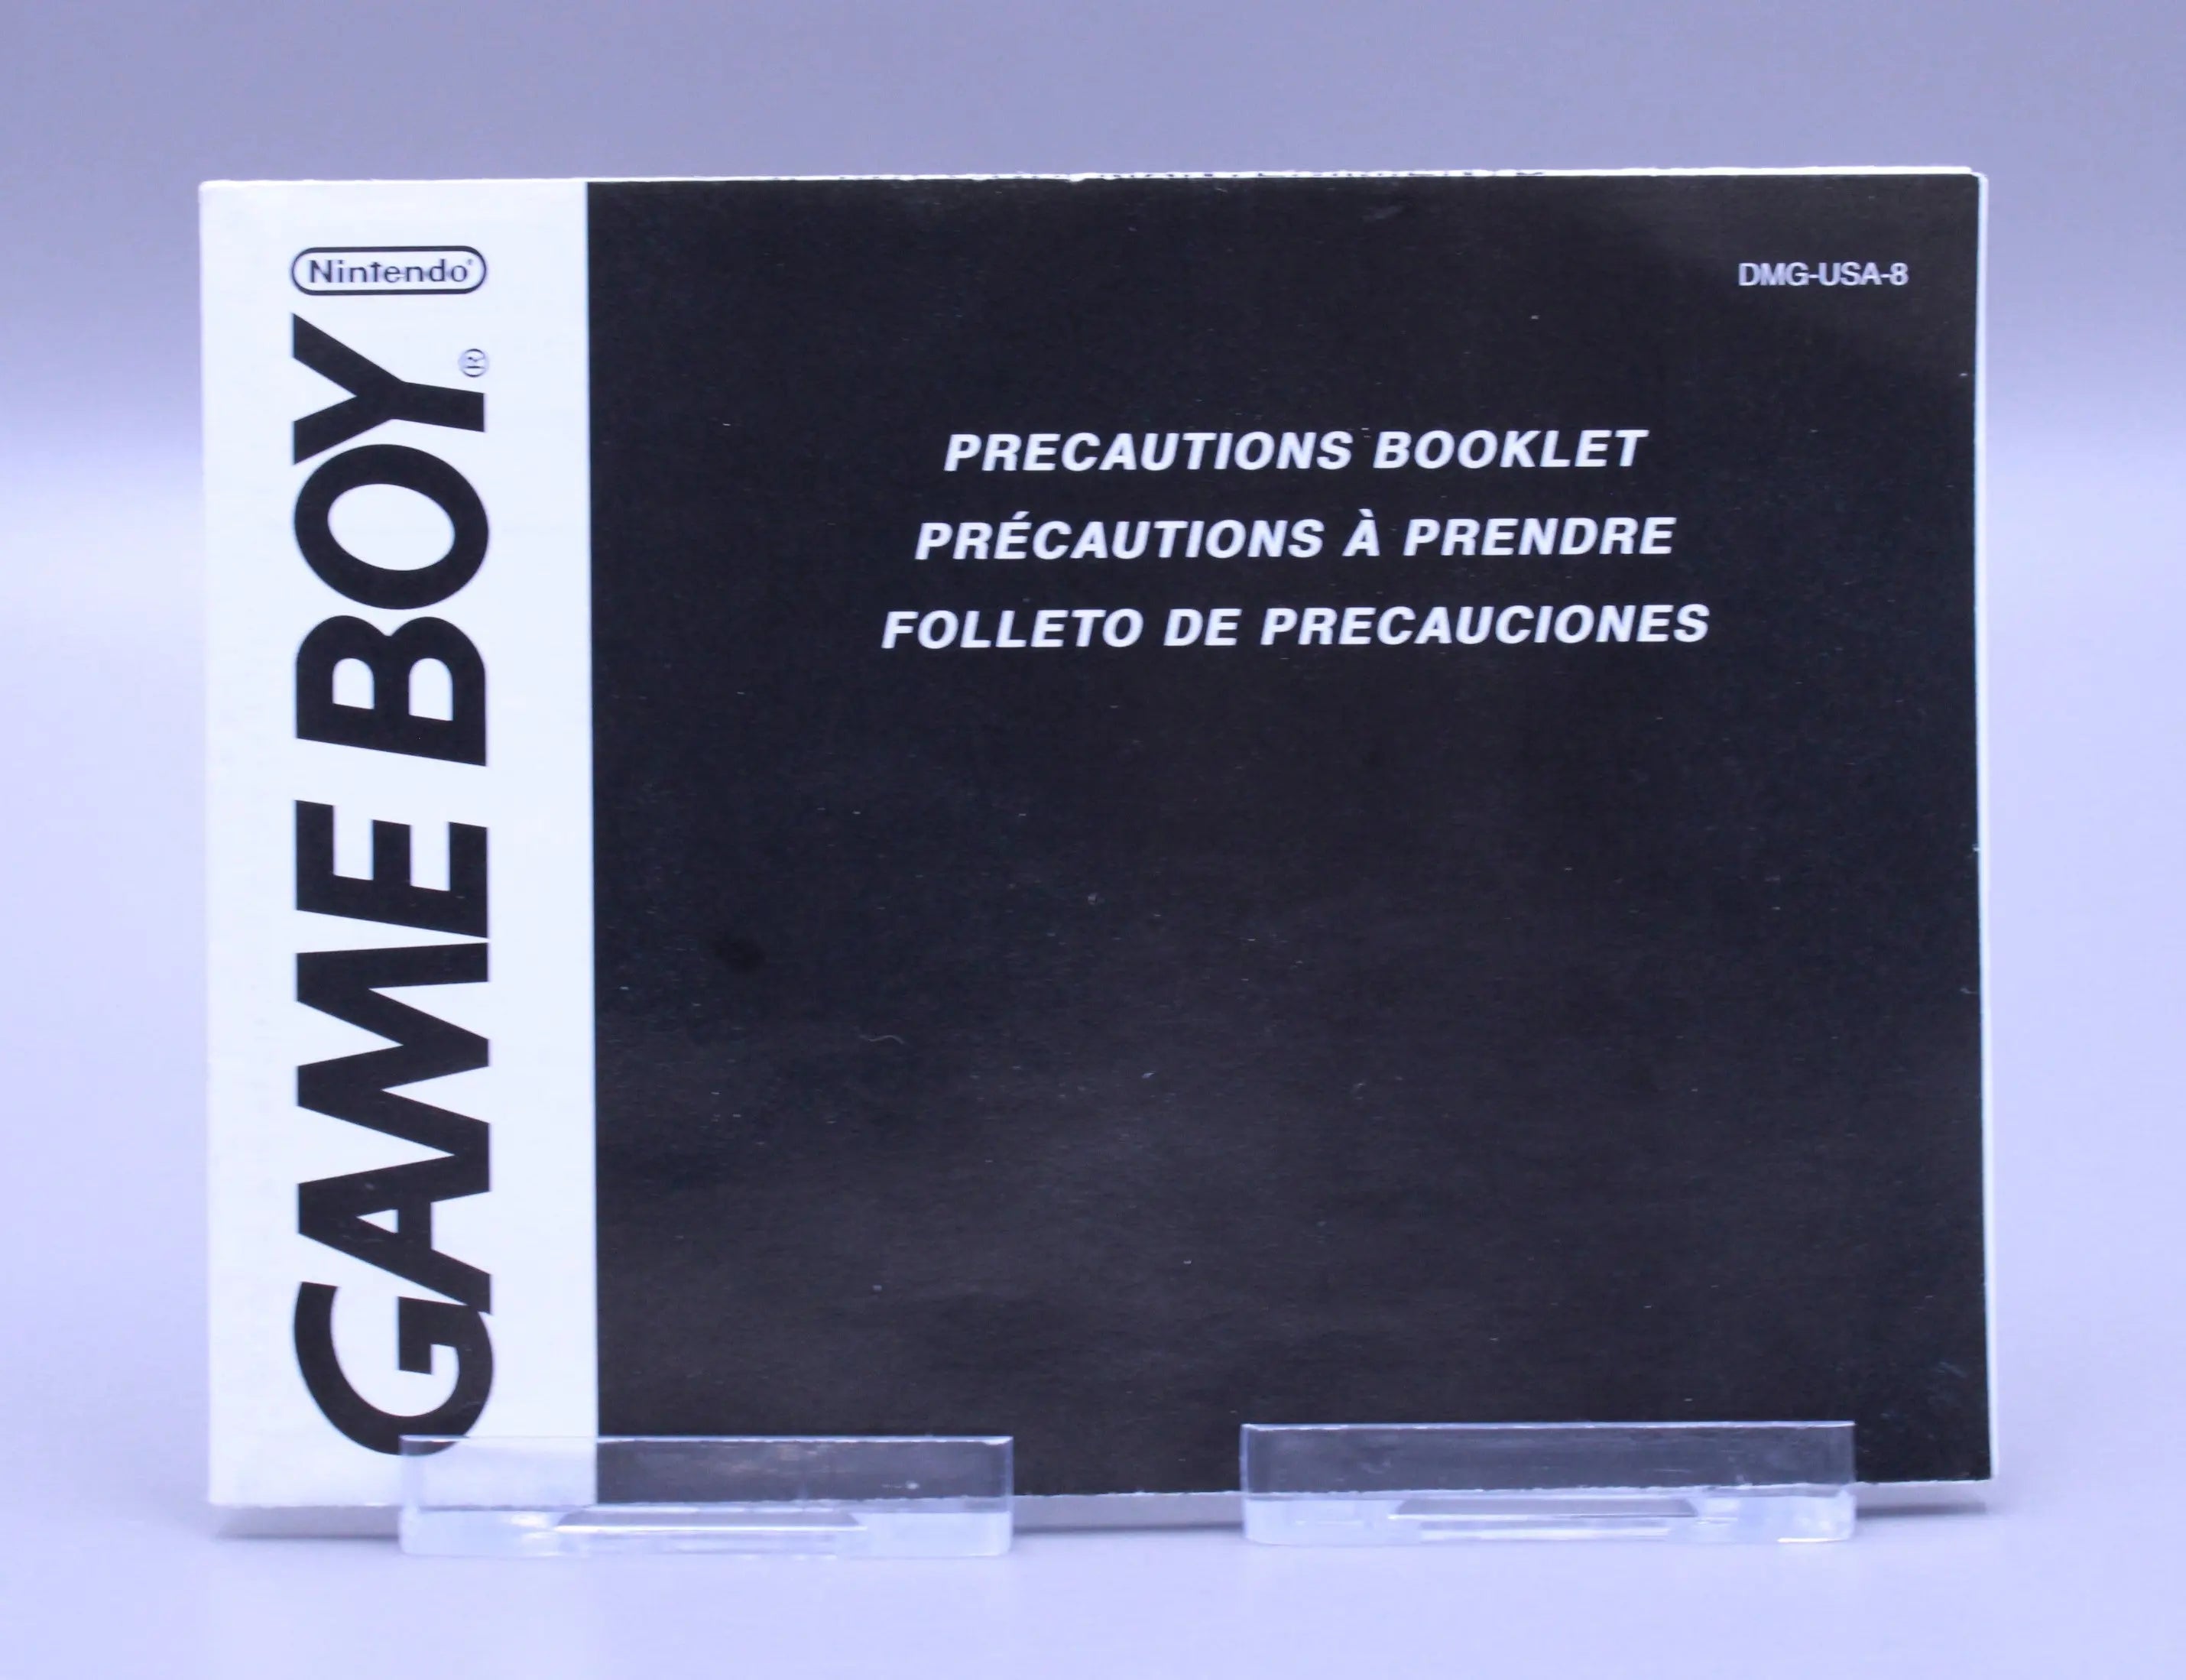 Nintendo®
GAME BOY®
DMG-USA-8
PRECAUTIONS BOOKLET
PRÉCAUTIONS À PRENDRE
FOLLETO DE PRECAUCIONES